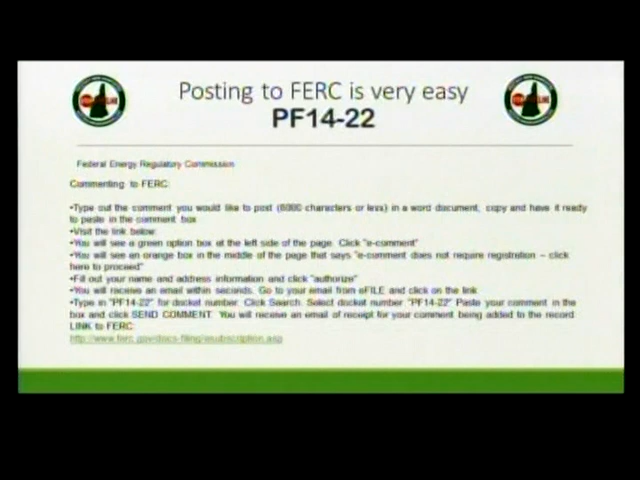 Posting to FERC is very easy
PF14-22
Federal Energy Regulatory Commission
Commenting to FERC:
•Type out the comment you would like to post (6000 characters or less) in a word document, copy and have it ready
to paste in the comment box
•Visit the link below:
•You will see a green option box at the left side of the page. Click "e-comment"
•You will see an orange box in the middle of the page that says "e-comment does not require registration – click
here to proceed"
•Fill out your name and address information and click "authorize"
•You will receive an email within seconds. Go to your email from eFILE and click on the link.
•Type in "PF14-22" for docket number. Click Search. Select docket number "PF14-22" Paste your comment in the
box and click SEND COMMENT. You will receive an email of receipt for your comment being added to the record
LINK to FERC:
http://www.ferc.gov/docs-filing/esubscription.asp